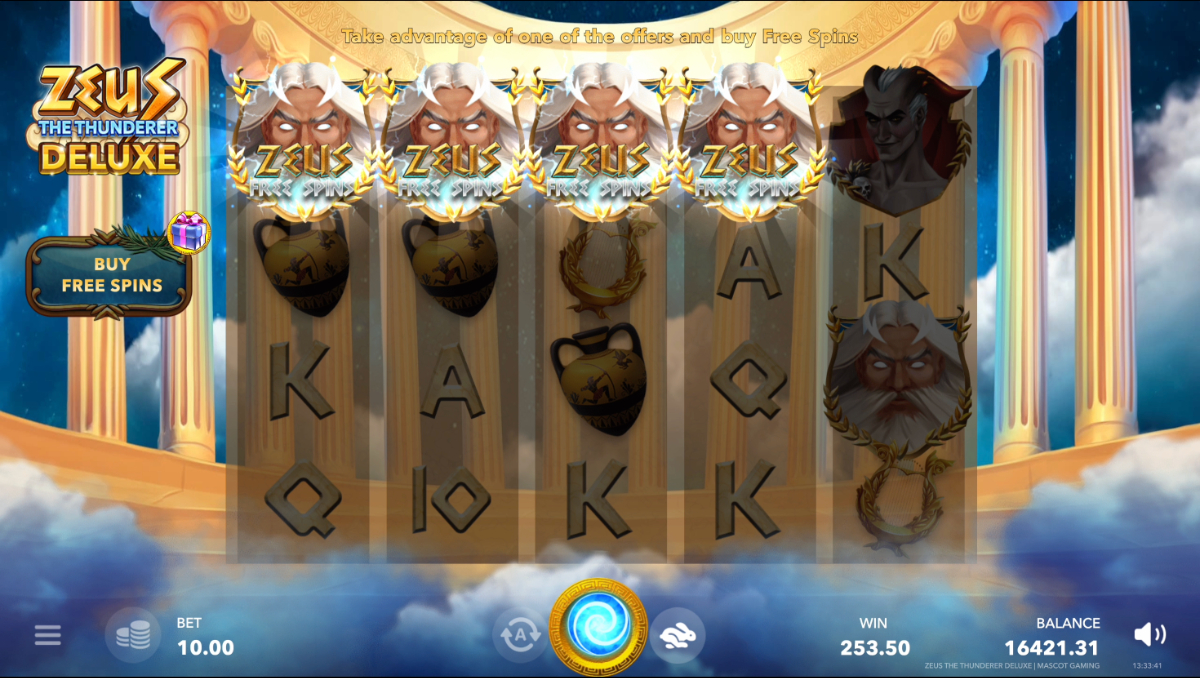 Take advantage of one of the offers and buy Free Spins
ZEUS
THE THUNDERER
DELUXE
ZEUS
FREE SPINS
ZEUS
FREE SPINS
ZEUS
FREE SPINS
ZEUS
FREE SPINS
BUY
FREE SPINS
A K
K A Q
Q 10 K K
BET
10.00
A
WIN
253.50
BALANCE
16421.31
ZEUS THE THUNDERER DELUXE | MASCOT GAMING
13:33:41